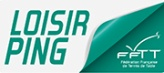 LOISIR
PING
FFTT
Fédération Française
de Tennis de Table